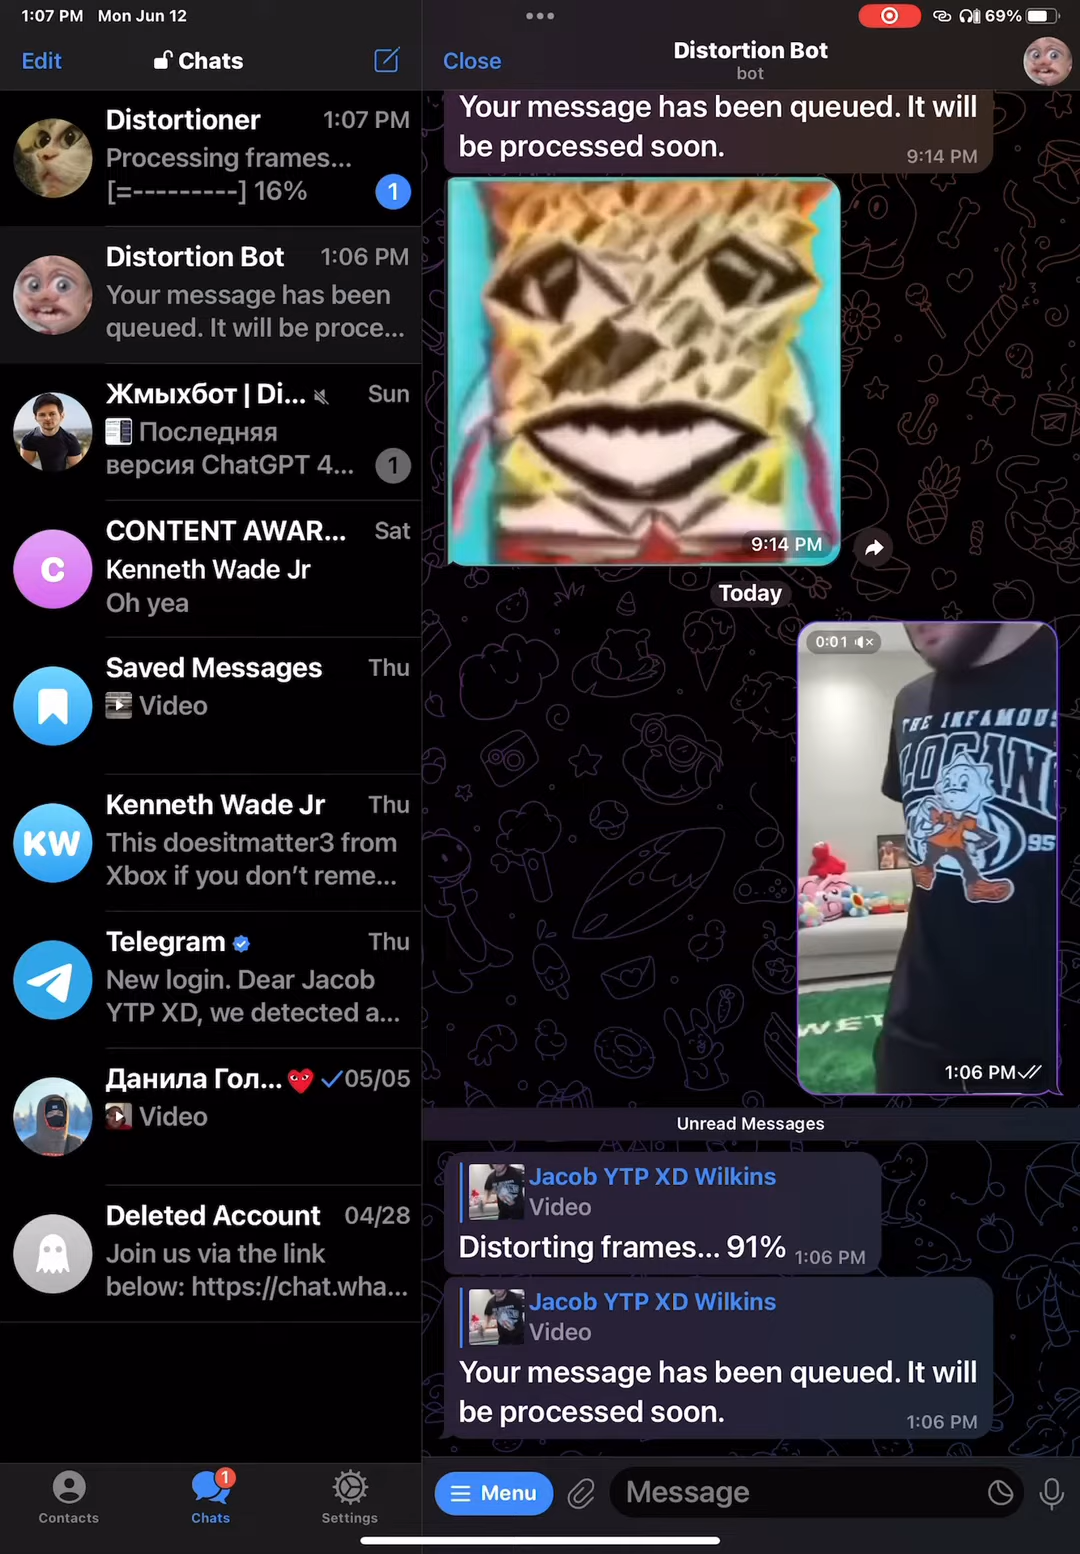 1:07 PM Mon Jun 12
69%
Edit
Chats
Distortioner 1:07 PM
Processing frames...
[=---------] 16%
1
Distortion Bot 1:06 PM
Your message has been
queued. It will be proce...
Жмыхбот | Di... Sun
Последняя
версия ChatGPT 4...
1
CONTENT AWAR... Sat
C
Kenneth Wade Jr
Oh yea
Saved Messages Thu
Video
Kenneth Wade Jr Thu
KW
This doesitmatter3 from
Xbox if you don’t reme...
Telegram Thu
New login. Dear Jacob
YTP XD, we detected a...
Данила Гол... 05/05
Video
Deleted Account 04/28
Join us via the link
below: https://chat.wha...
Contacts
1
Chats
Settings
Close
Distortion Bot
bot
Your message has been queued. It will
be processed soon.
9:14 PM
9:14 PM
Today
0:01
THE INFAMOUS
LOGAN
95
WET
1:06 PM
Unread Messages
Jacob YTP XD Wilkins
Video
Distorting frames... 91% 1:06 PM
Jacob YTP XD Wilkins
Video
Your message has been queued. It will
be processed soon.
1:06 PM
Menu
Message